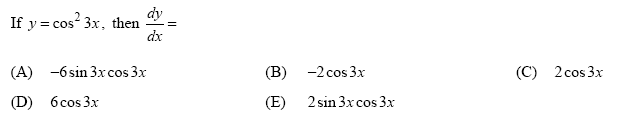 If y = cos² 3x, then dy/dx =
(A) −6 sin 3x cos 3x (B) −2 cos 3x (C) 2 cos 3x
(D) 6 cos 3x (E) 2 sin 3x cos 3x